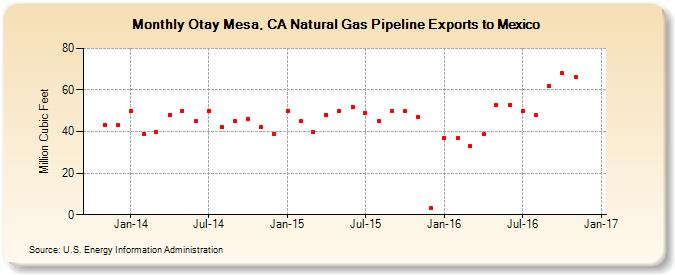 Monthly Otay Mesa, CA Natural Gas Pipeline Exports to Mexico
Million Cubic Feet
80
60
40
20
0
Jan-14 Jul-14 Jan-15 Jul-15 Jan-16 Jul-16 Jan-17
Source: U.S. Energy Information Administration